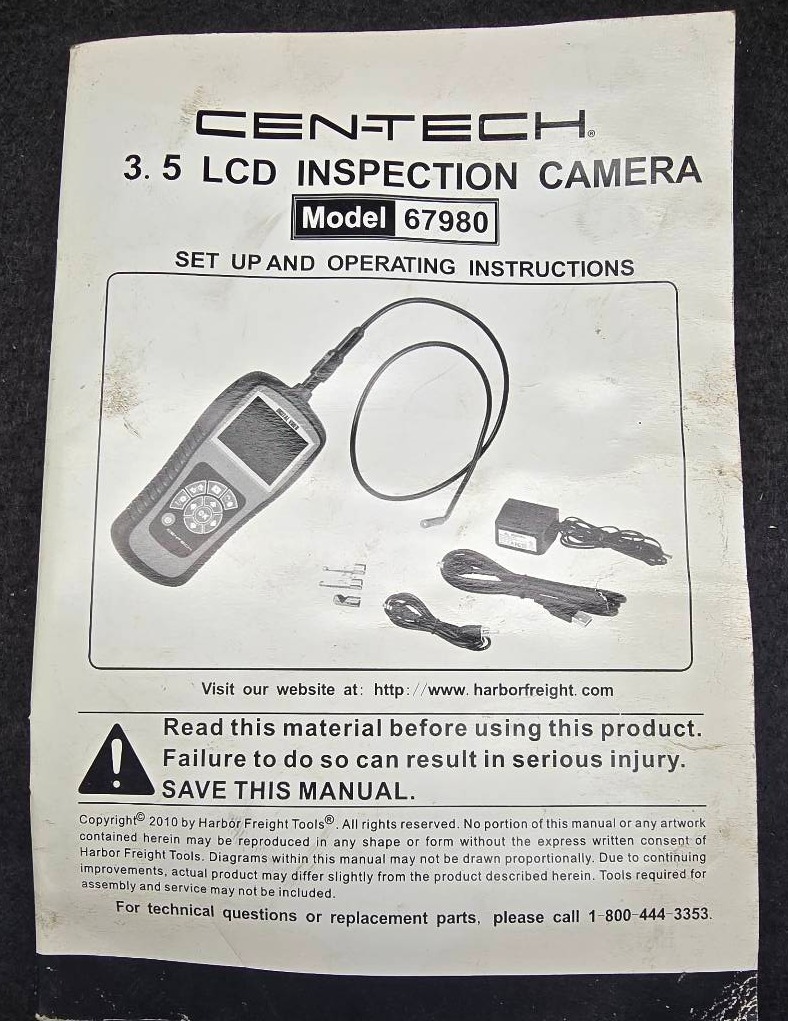 CEN-TECH®
3.5 LCD INSPECTION CAMERA
Model 67980
SET UP AND OPERATING INSTRUCTIONS
DIGITAL VIDEO
OK
CEN-TECH
Visit our website at: http://www.harborfreight.com
Read this material before using this product.
Failure to do so can result in serious injury.
SAVE THIS MANUAL.
Copyright© 2010 by Harbor Freight Tools®. All rights reserved. No portion of this manual or any artwork
contained herein may be reproduced in any shape or form without the express written consent of
Harbor Freight Tools. Diagrams within this manual may not be drawn proportionally. Due to continuing
improvements, actual product may differ slightly from the product described herein. Tools required for
assembly and service may not be included.
For technical questions or replacement parts, please call 1-800-444-3353.